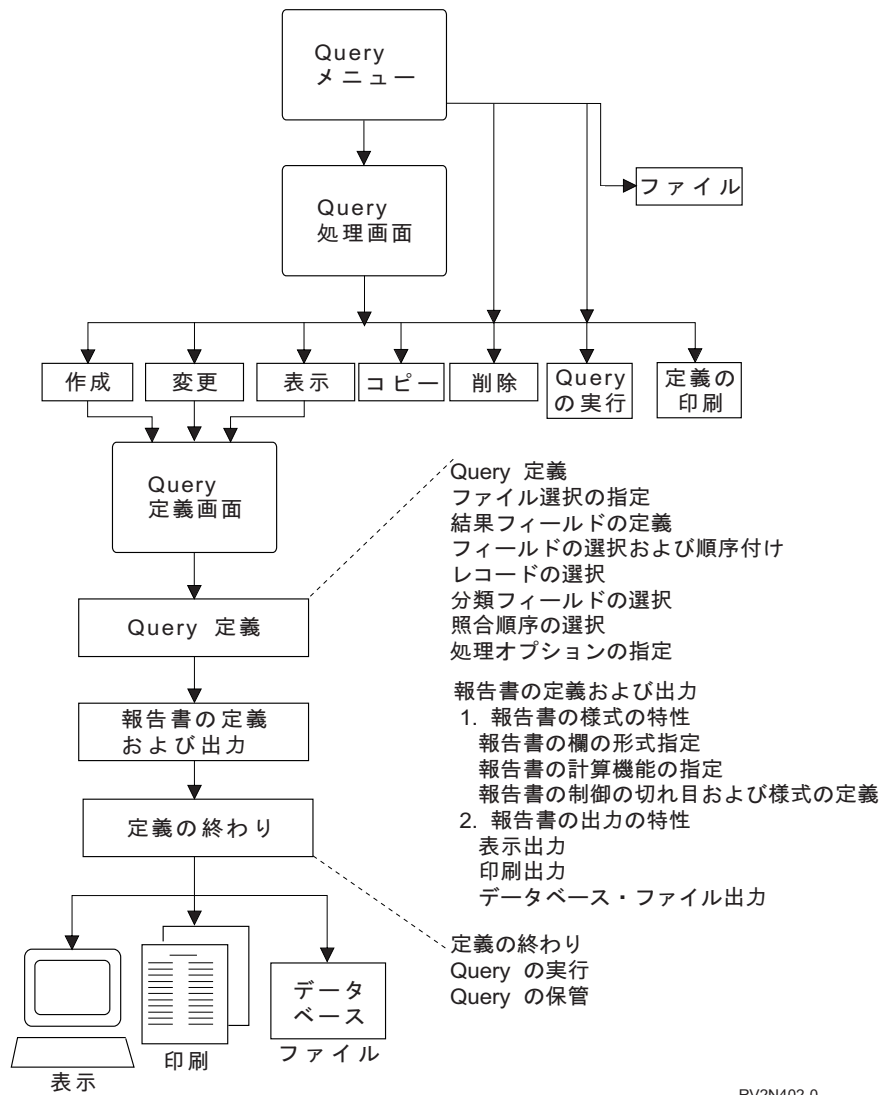 Query
メニュー
Query
処理画面
ファイル
作成
変更
表示
コピー
削除
Query
の実行
定義の
印刷
Query
定義画面
Query 定義
報告書の定義
および出力
定義の終わり
Query 定義
ファイル選択の指定
結果フィールドの定義
フィールドの選択および順序付け
レコードの選択
分類フィールドの選択
照合順序の選択
処理オプションの指定
報告書の定義および出力
1. 報告書の様式の特性
報告書の欄の形式指定
報告書の計算機能の指定
報告書の制御の切れ目および様式の定義
2. 報告書の出力の特性
表示出力
印刷出力
データベース・ファイル出力
定義の終わり
Query の実行
Query の保管
表示
印刷
データ
ベース
ファイル
RV2N402-0